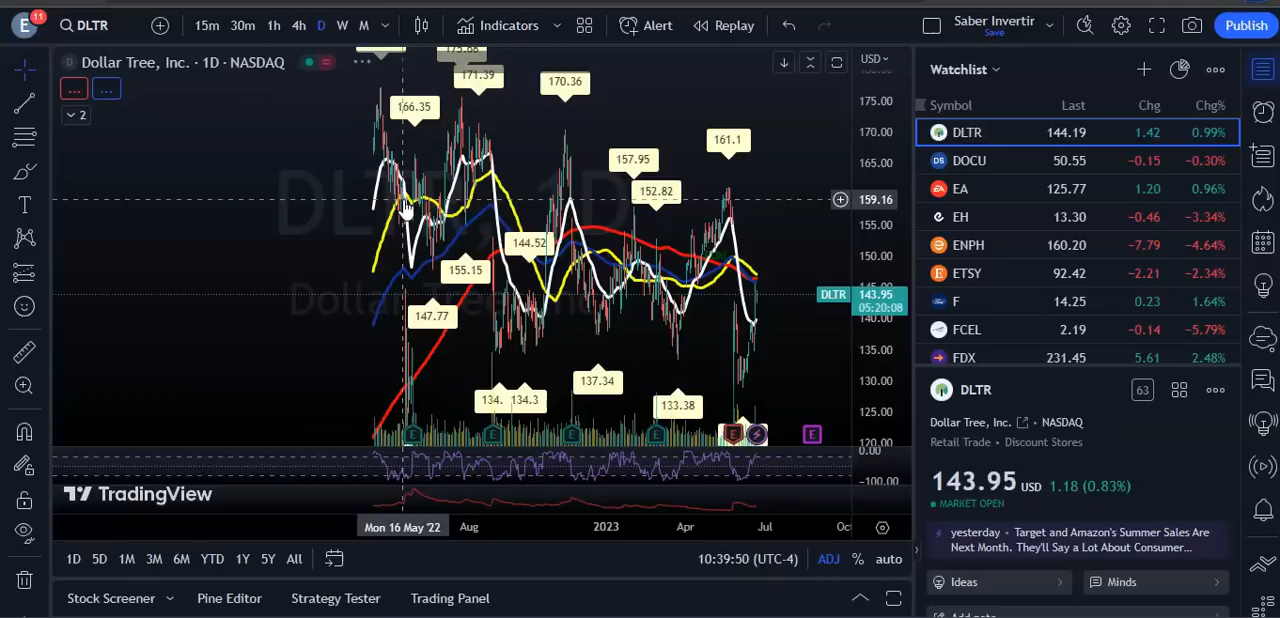 E 11 DLTR 15m 30m 1h 4h D W M Indicators Alert Replay Saber Invertir Publish
Save
Dollar Tree, Inc. · 1D · NASDAQ
USD
2
DLTR, 1D
Dollar Tree, Inc.
175.00
170.00
165.00
159.16
155.00
150.00
DLTR 143.95
05:20:08
140.00
135.00
130.00
125.00
120.00
0.00
−100.00
171.39
170.36
166.35
161.1
157.95
152.82
144.52
155.15
147.77
137.34
134. 134.3
133.38
E E E E E E
TradingView
Mon 16 May '22 Aug 2023 Apr Jul Oct
1D 5D 1M 3M 6M YTD 1Y 5Y All 10:39:50 (UTC-4) ADJ % auto
Stock Screener Pine Editor Strategy Tester Trading Panel
Watchlist
Symbol Last Chg Chg%
DLTR 144.19 1.42 0.99%
DOCU 50.55 −0.15 −0.30%
EA 125.77 1.20 0.96%
EH 13.30 −0.46 −3.34%
ENPH 160.20 −7.79 −4.64%
ETSY 92.42 −2.21 −2.34%
F 14.25 0.23 1.64%
FCEL 2.19 −0.14 −5.79%
FDX 231.45 5.61 2.48%
DLTR 63
Dollar Tree, Inc. · NASDAQ
Retail Trade · Discount Stores
143.95 USD 1.18 (0.83%)
MARKET OPEN
yesterday · Target and Amazon's Summer Sales Are
Next Month. They'll Say a Lot About Consumer...
Ideas Minds